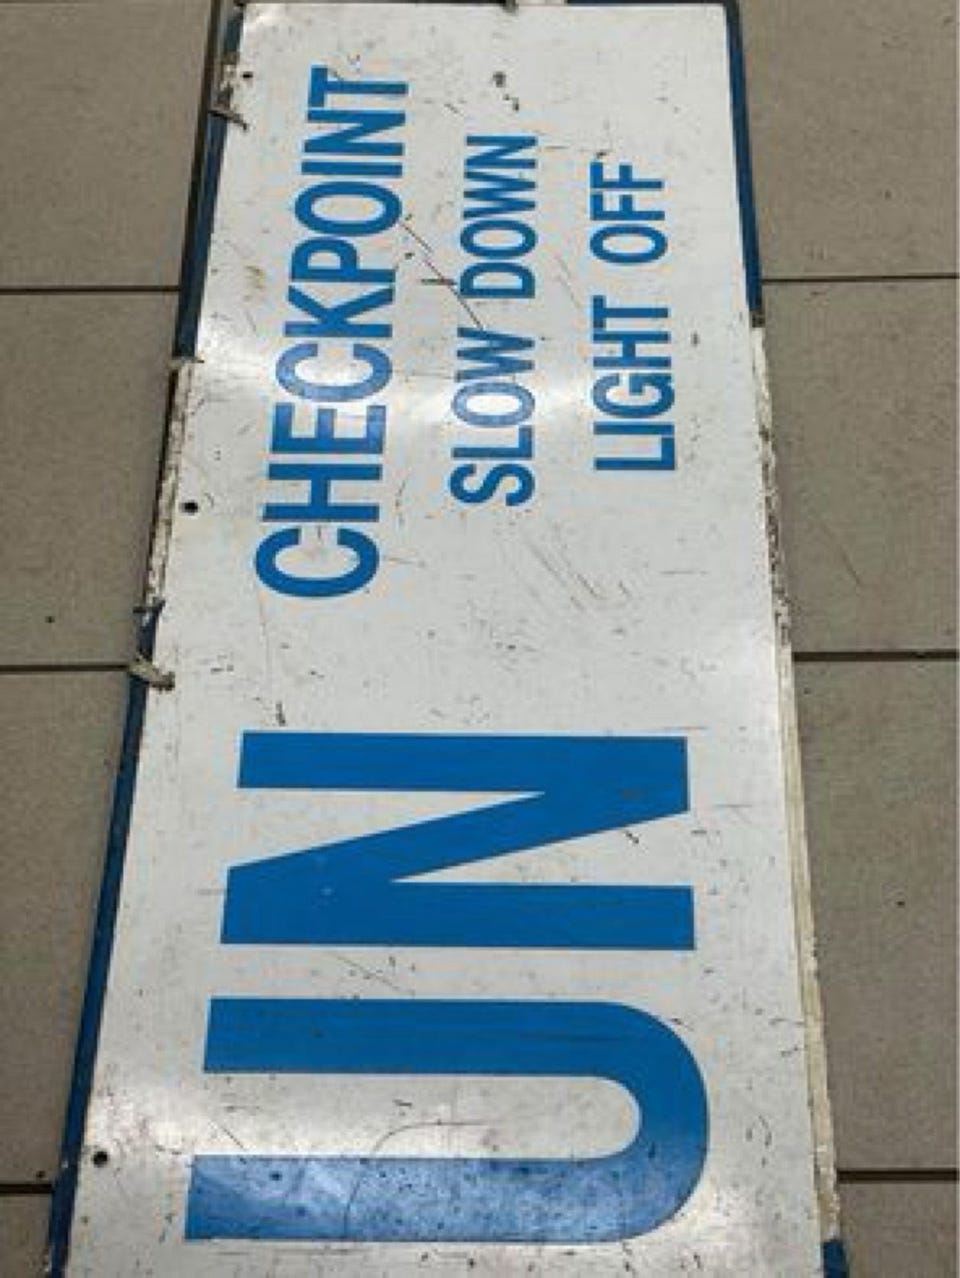 UN
CHECKPOINT
SLOW DOWN
LIGHT OFF